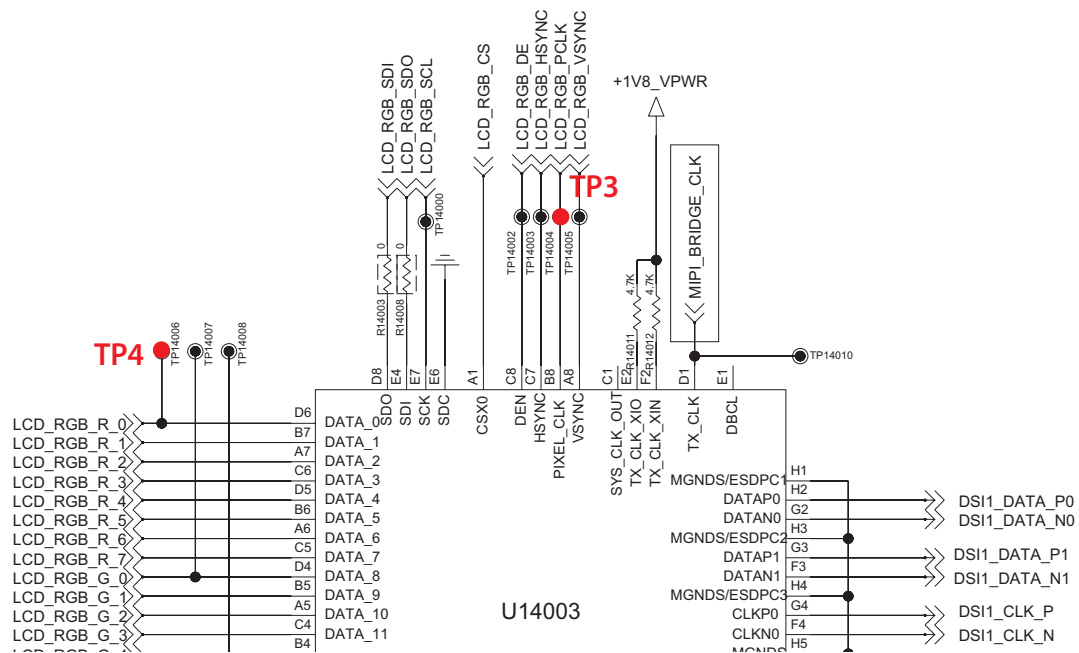 LCD_RGB_SDI
LCD_RGB_SDO
LCD_RGB_SCL
LCD_RGB_CS
LCD_RGB_DE
LCD_RGB_HSYNC
LCD_RGB_PCLK
LCD_RGB_VSYNC
+1V8_VPWR
MIPI_BRIDGE_CLK
TP3
TP14000
TP14002
TP14003
TP14004
TP14005
0
0
R14003
R14008
4.7K
4.7K
R14011
R14012
TP4
TP14006
TP14007
TP14008
TP14010
D8
E4
E7
E6
A1
C8
C7
B8
A8
C1
E2
F2
D1
E1
SDO
SDI
SCK
SDC
CSX0
DEN
HSYNC
PIXEL_CLK
VSYNC
SYS_CLK_OUT
TX_CLK_XIO
TX_CLK_XIN
TX_CLK
DBCL
LCD_RGB_R_0 D6 DATA_0
LCD_RGB_R_1 B7 DATA_1
LCD_RGB_R_2 A7 DATA_2
LCD_RGB_R_3 C6 DATA_3
LCD_RGB_R_4 D5 DATA_4
LCD_RGB_R_5 B6 DATA_5
LCD_RGB_R_6 A6 DATA_6
LCD_RGB_R_7 C5 DATA_7
LCD_RGB_G_0 D4 DATA_8
LCD_RGB_G_1 B5 DATA_9
LCD_RGB_G_2 A5 DATA_10
LCD_RGB_G_3 C4 DATA_11
B4
U14003
MGNDS/ESDPC1 H1
DATAP0 H2 DSI1_DATA_P0
DATAN0 G2 DSI1_DATA_N0
MGNDS/ESDPC2 H3
DATAP1 G3 DSI1_DATA_P1
DATAN1 F3 DSI1_DATA_N1
MGNDS/ESDPC3 H4
CLKP0 G4 DSI1_CLK_P
CLKN0 F4 DSI1_CLK_N
MGNDS H5